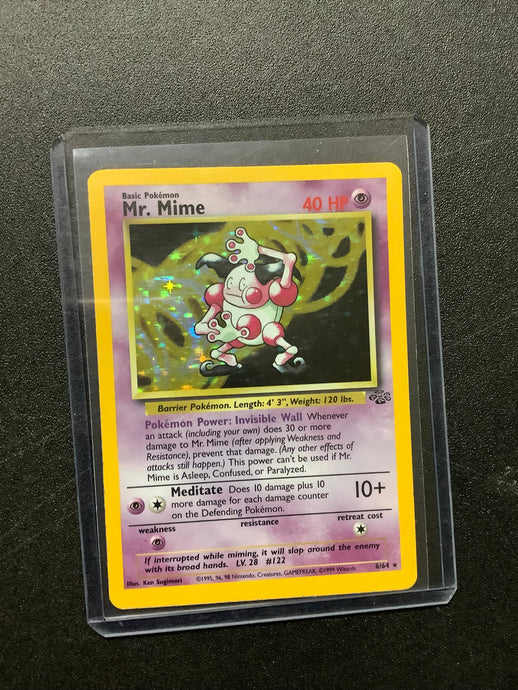 Basic Pokémon
Mr. Mime
40 HP
Barrier Pokémon. Length: 4' 3", Weight: 120 lbs.
Pokémon Power: Invisible Wall Whenever
an attack (including your own) does 30 or more
damage to Mr. Mime (after applying Weakness and
Resistance), prevent that damage. (Any other effects of
attacks still happen.) This power can't be used if Mr.
Mime is Asleep, Confused, or Paralyzed.
Meditate Does 10 damage plus 10
more damage for each damage counter
on the Defending Pokémon.
10+
weakness
resistance
retreat cost
If interrupted while miming, it will slap around the enemy
with its broad hands. LV. 28 #122
Illus. Ken Sugimori
©1995, 96, 98 Nintendo, Creatures, GAMEFREAK. ©1999 Wizards.
6/64 ★